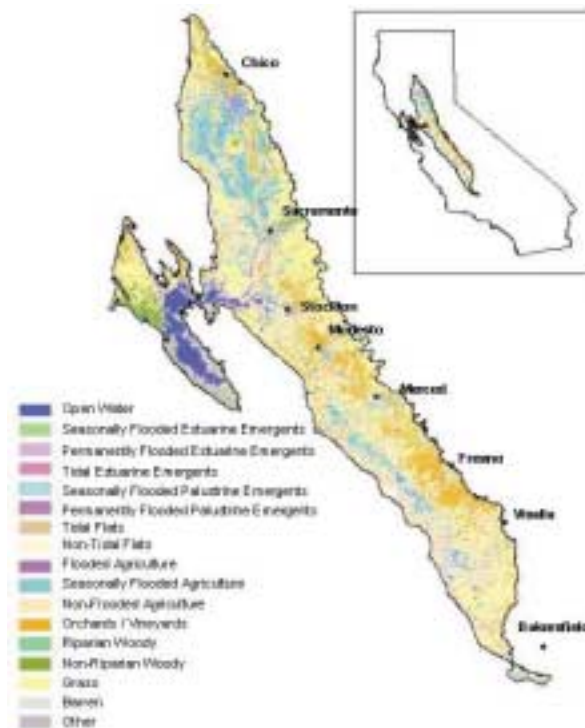 Chico
Sacramento
Stockton
Modesto
Merced
Fresno
Visalia
Bakersfield
Open Water
Seasonally Flooded Estuarine Emergents
Permanently Flooded Estuarine Emergents
Tidal Estuarine Emergents
Seasonally Flooded Palustrine Emergents
Permanently Flooded Palustrine Emergents
Tidal Flats
Non-Tidal Flats
Flooded Agriculture
Seasonally Flooded Agriculture
Non-Flooded Agriculture
Orchards / Vineyards
Riparian Woody
Non-Riparian Woody
Grass
Barren
Other